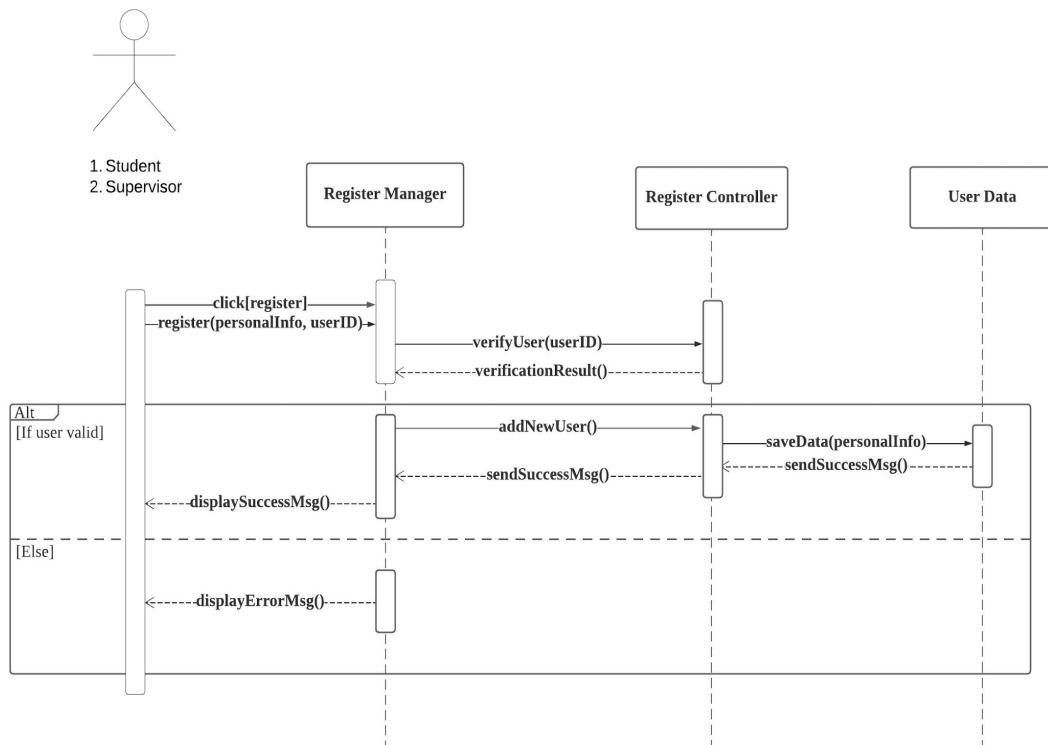 1. Student
2. Supervisor
Register Manager
Register Controller
User Data
click[register]
register(personalInfo, userID)
verifyUser(userID)
verificationResult()
Alt
[If user valid]
addNewUser()
saveData(personalInfo)
sendSuccessMsg()
sendSuccessMsg()
displaySuccessMsg()
[Else]
displayErrorMsg()